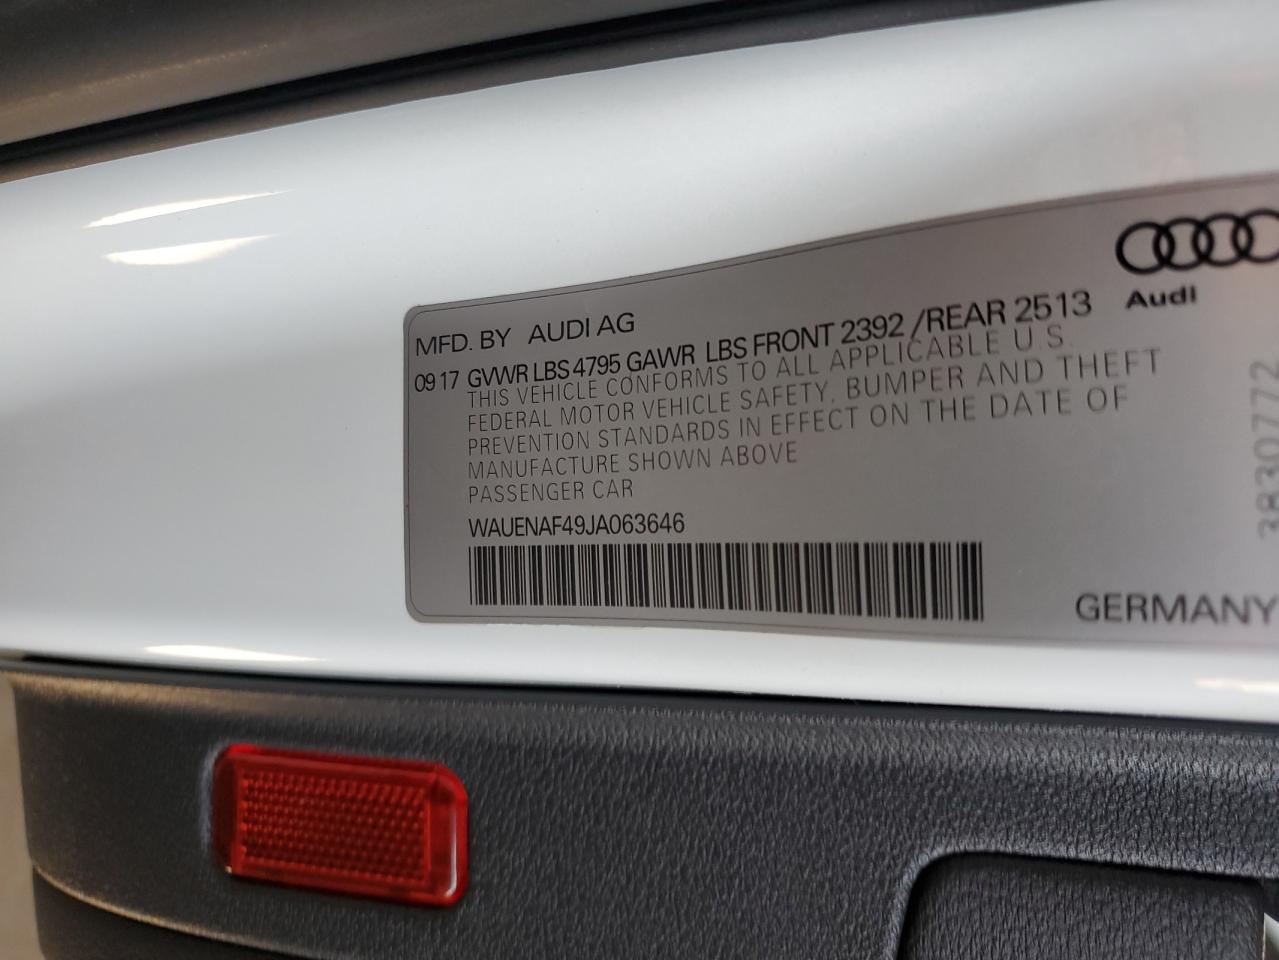 MFD. BY AUDI AG
09 17 GVWR LBS 4795 GAWR LBS FRONT 2392 /REAR 2513
THIS VEHICLE CONFORMS TO ALL APPLICABLE U.S.
FEDERAL MOTOR VEHICLE SAFETY, BUMPER AND THEFT
PREVENTION STANDARDS IN EFFECT ON THE DATE OF
MANUFACTURE SHOWN ABOVE
PASSENGER CAR
WAUENAF49JA063646
Audi
GERMANY